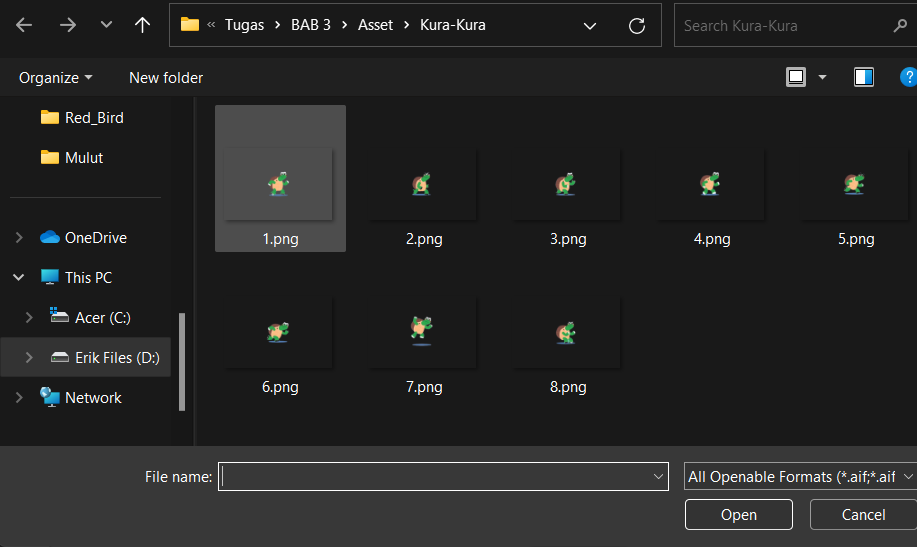 « Tugas > BAB 3 > Asset > Kura-Kura
Search Kura-Kura
Organize
New folder
?
Red_Bird
Mulut
OneDrive
This PC
Acer (C:)
Erik Files (D:)
Network
1.png
2.png
3.png
4.png
5.png
6.png
7.png
8.png
File name:
All Openable Formats (*.aif;*.aif
Open
Cancel